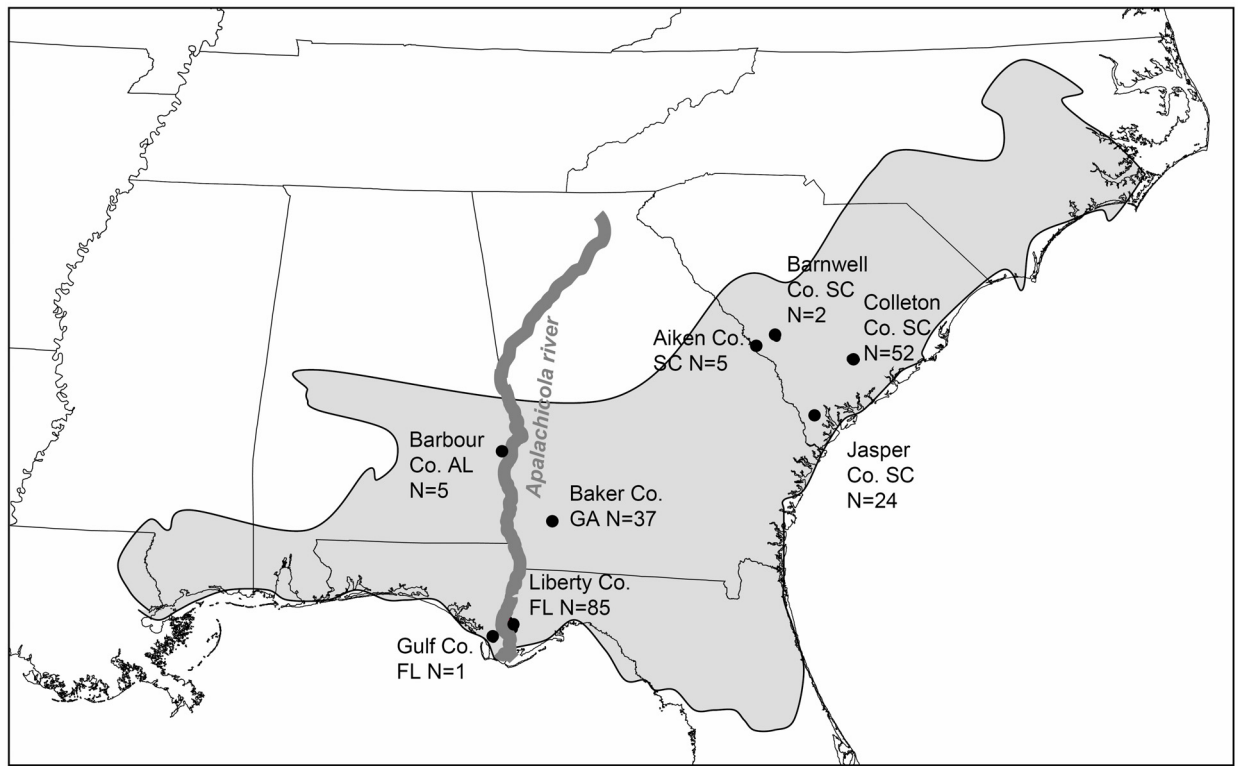 Barnwell
Co. SC
N=2
Colleton
Co. SC
N=52
Aiken Co.
SC N=5
Apalachicola river
Barbour
Co. AL
N=5
Jasper
Co. SC
N=24
Baker Co.
GA N=37
Liberty Co.
FL N=85
Gulf Co.
FL N=1